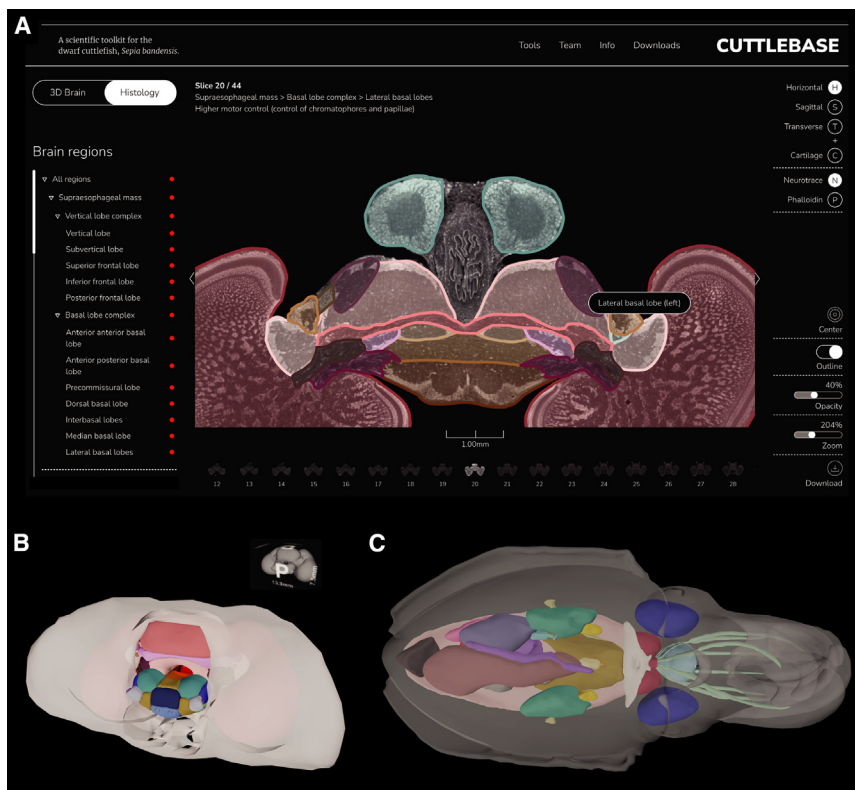 A
A scientific toolkit for the
dwarf cuttlefish, Sepia bandensis.
Tools Team Info Downloads
CUTTLEBASE
3D Brain Histology
Slice 20 / 44
Supraesophageal mass > Basal lobe complex > Lateral basal lobes
Higher motor control (control of chromatophores and papillae)
Horizontal H
Sagittal S
Transverse T
+
Cartilage C
Neurotrace N
Phalloidin P
Brain regions
All regions
Supraesophageal mass
Vertical lobe complex
Vertical lobe
Subvertical lobe
Superior frontal lobe
Inferior frontal lobe
Posterior frontal lobe
Basal lobe complex
Anterior anterior basal
lobe
Anterior posterior basal
lobe
Precommissural lobe
Dorsal basal lobe
Interbasal lobes
Median basal lobe
Lateral basal lobes
Lateral basal lobe (left)
Center
Outline
40%
Opacity
204%
Zoom
Download
1.00mm
12 13 14 15 16 17 18 19 20 21 22 23 24 25 26 27 28
B
P
C